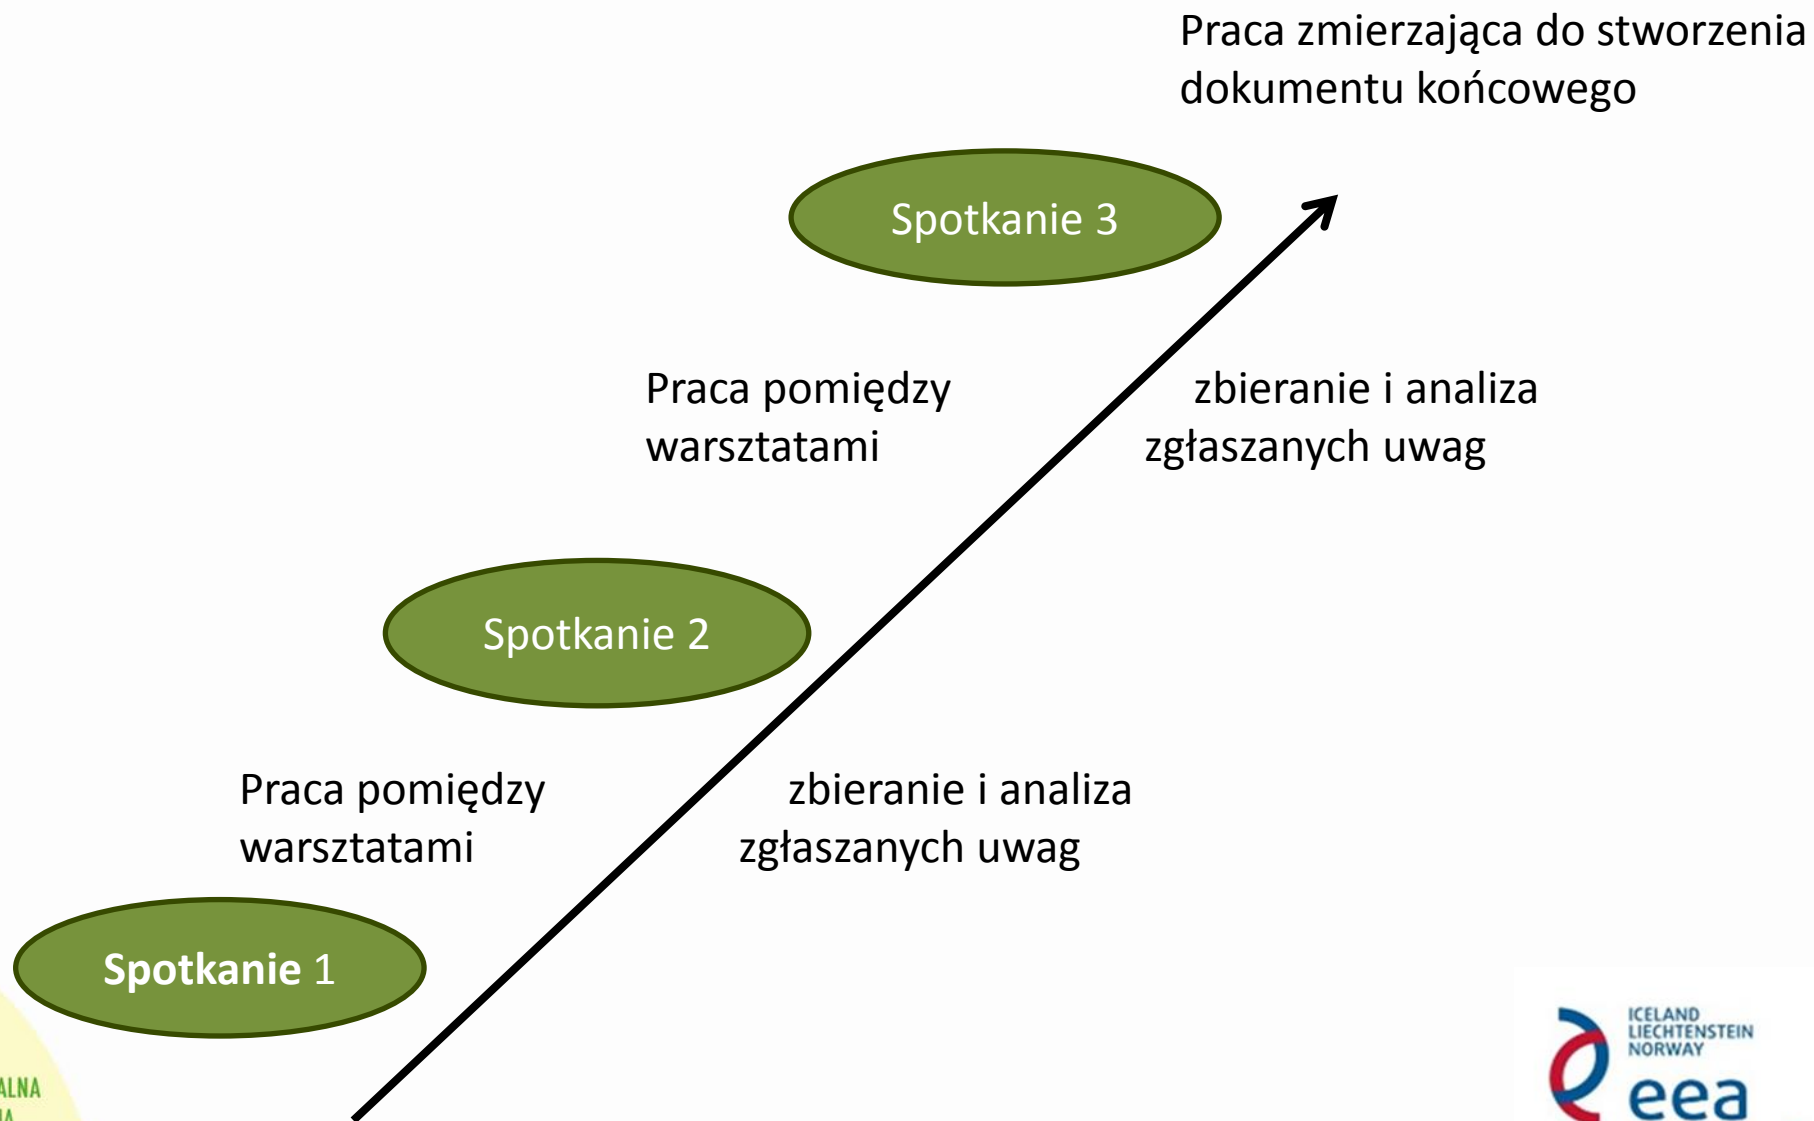 Praca zmierzająca do stworzenia
dokumentu końcowego
Spotkanie 3
Praca pomiędzy
warsztatami
zbieranie i analiza
zgłaszanych uwag
Spotkanie 2
Praca pomiędzy
warsztatami
zbieranie i analiza
zgłaszanych uwag
Spotkanie 1
ICELAND
LIECHTENSTEIN
NORWAY
eea